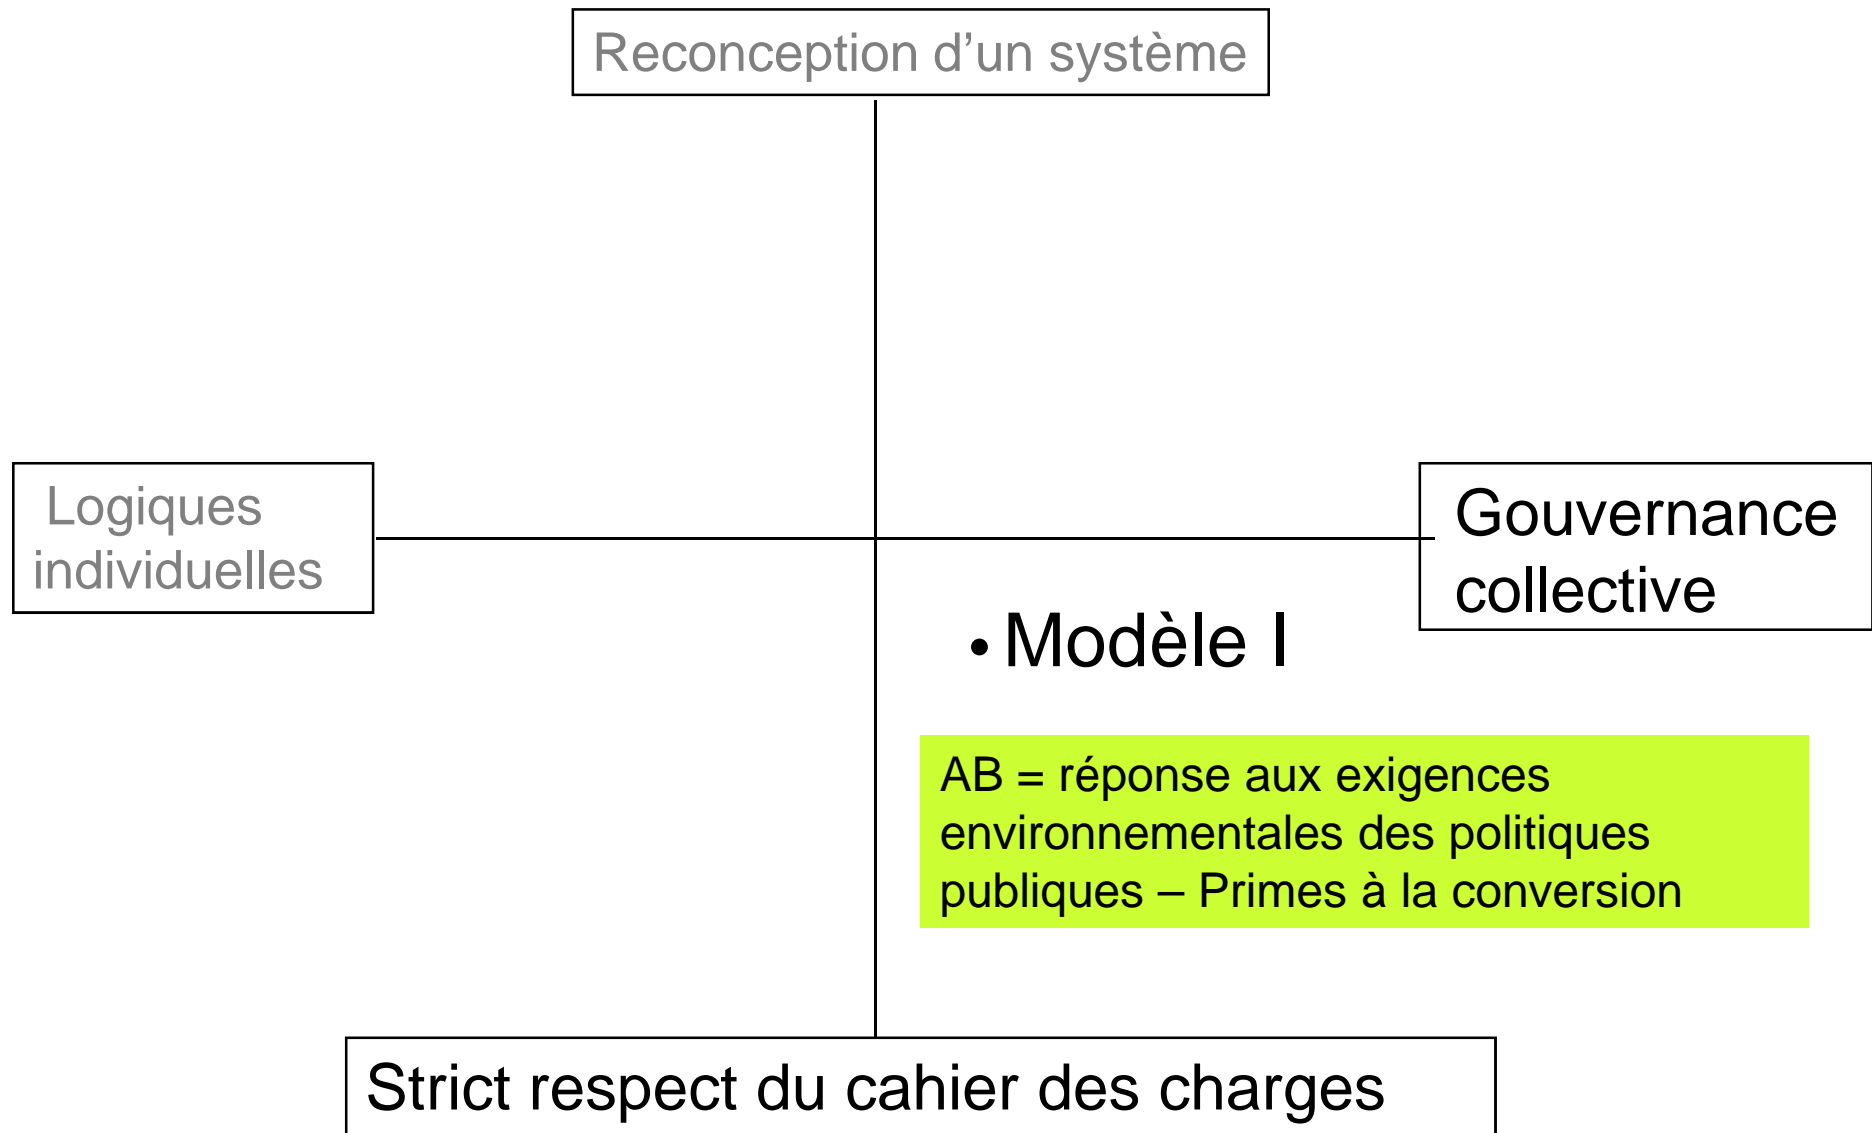 Reconception d’un système
Logiques
individuelles
Gouvernance
collective
• Modèle I
AB = réponse aux exigences
environnementales des politiques
publiques – Primes à la conversion
Strict respect du cahier des charges